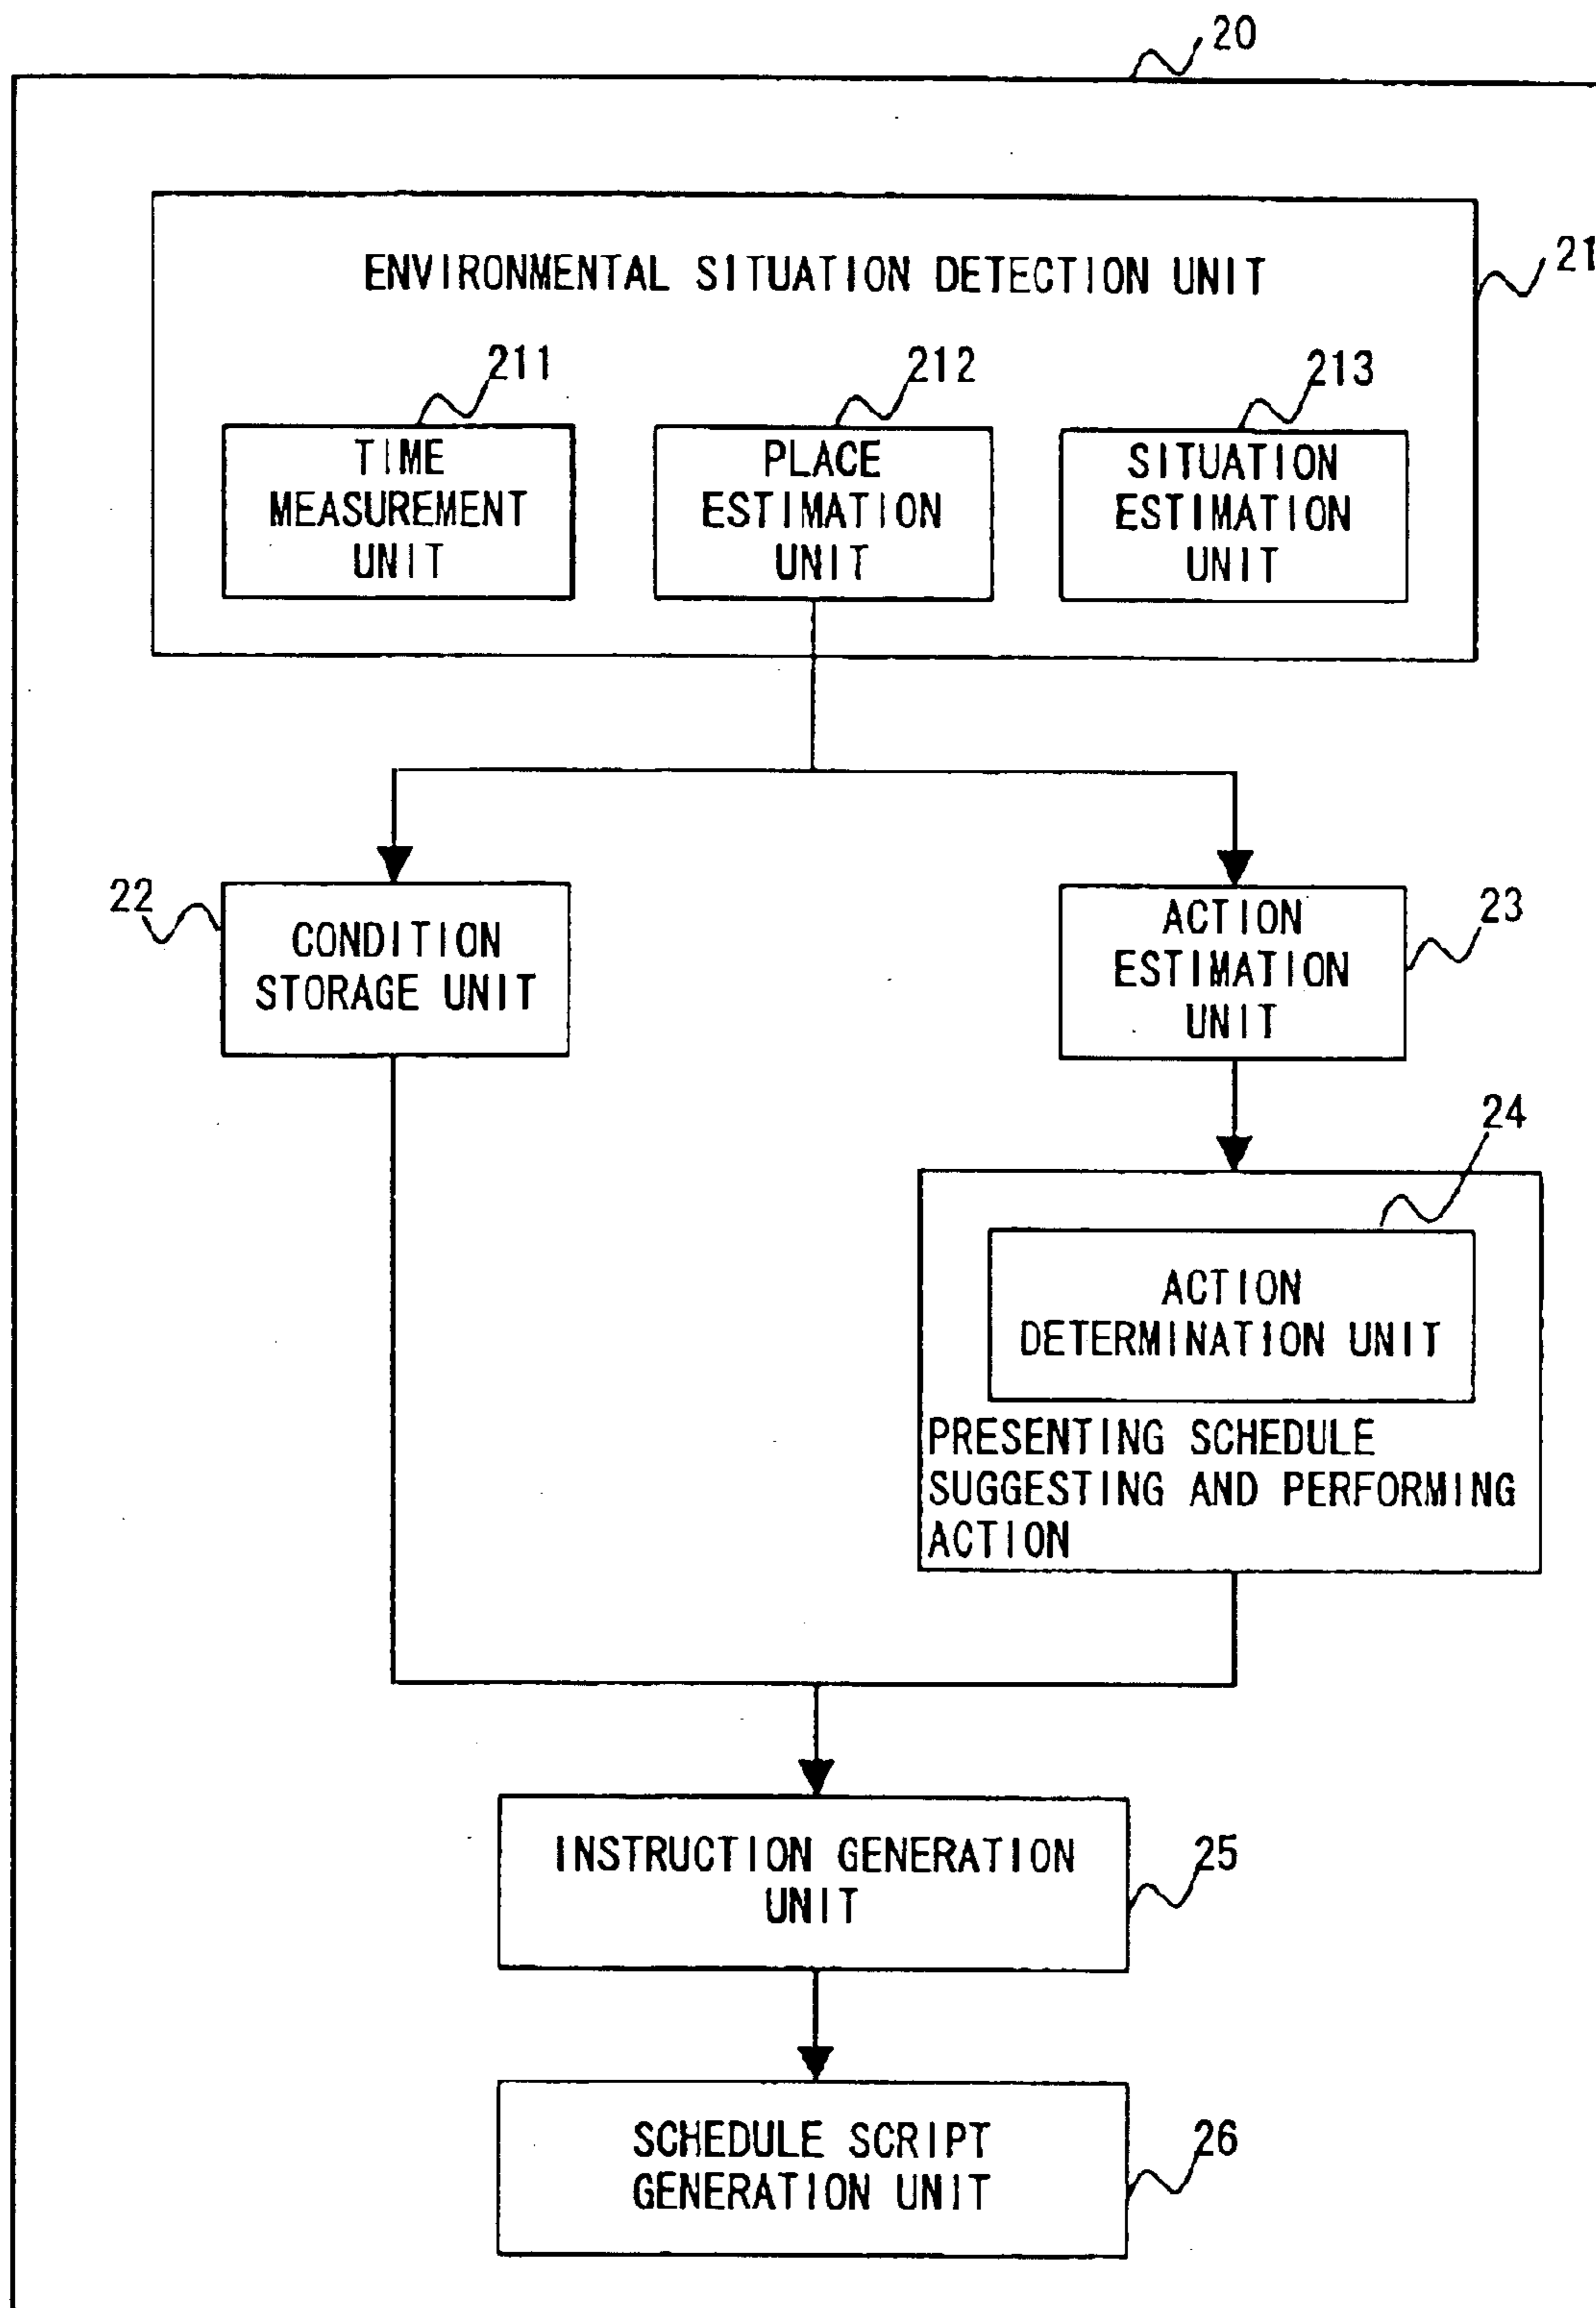 20
ENVIRONMENTAL SITUATION DETECTION UNIT
21
211
212
213
TIME
MEASUREMENT
UNIT
PLACE
ESTIMATION
UNIT
SITUATION
ESTIMATION
UNIT
22
CONDITION
STORAGE UNIT
ACTION
ESTIMATION
UNIT
23
24
ACTION
DETERMINATION UNIT
PRESENTING SCHEDULE
SUGGESTING AND PERFORMING
ACTION
INSTRUCTION GENERATION
UNIT
25
SCHEDULE SCRIPT
GENERATION UNIT
26